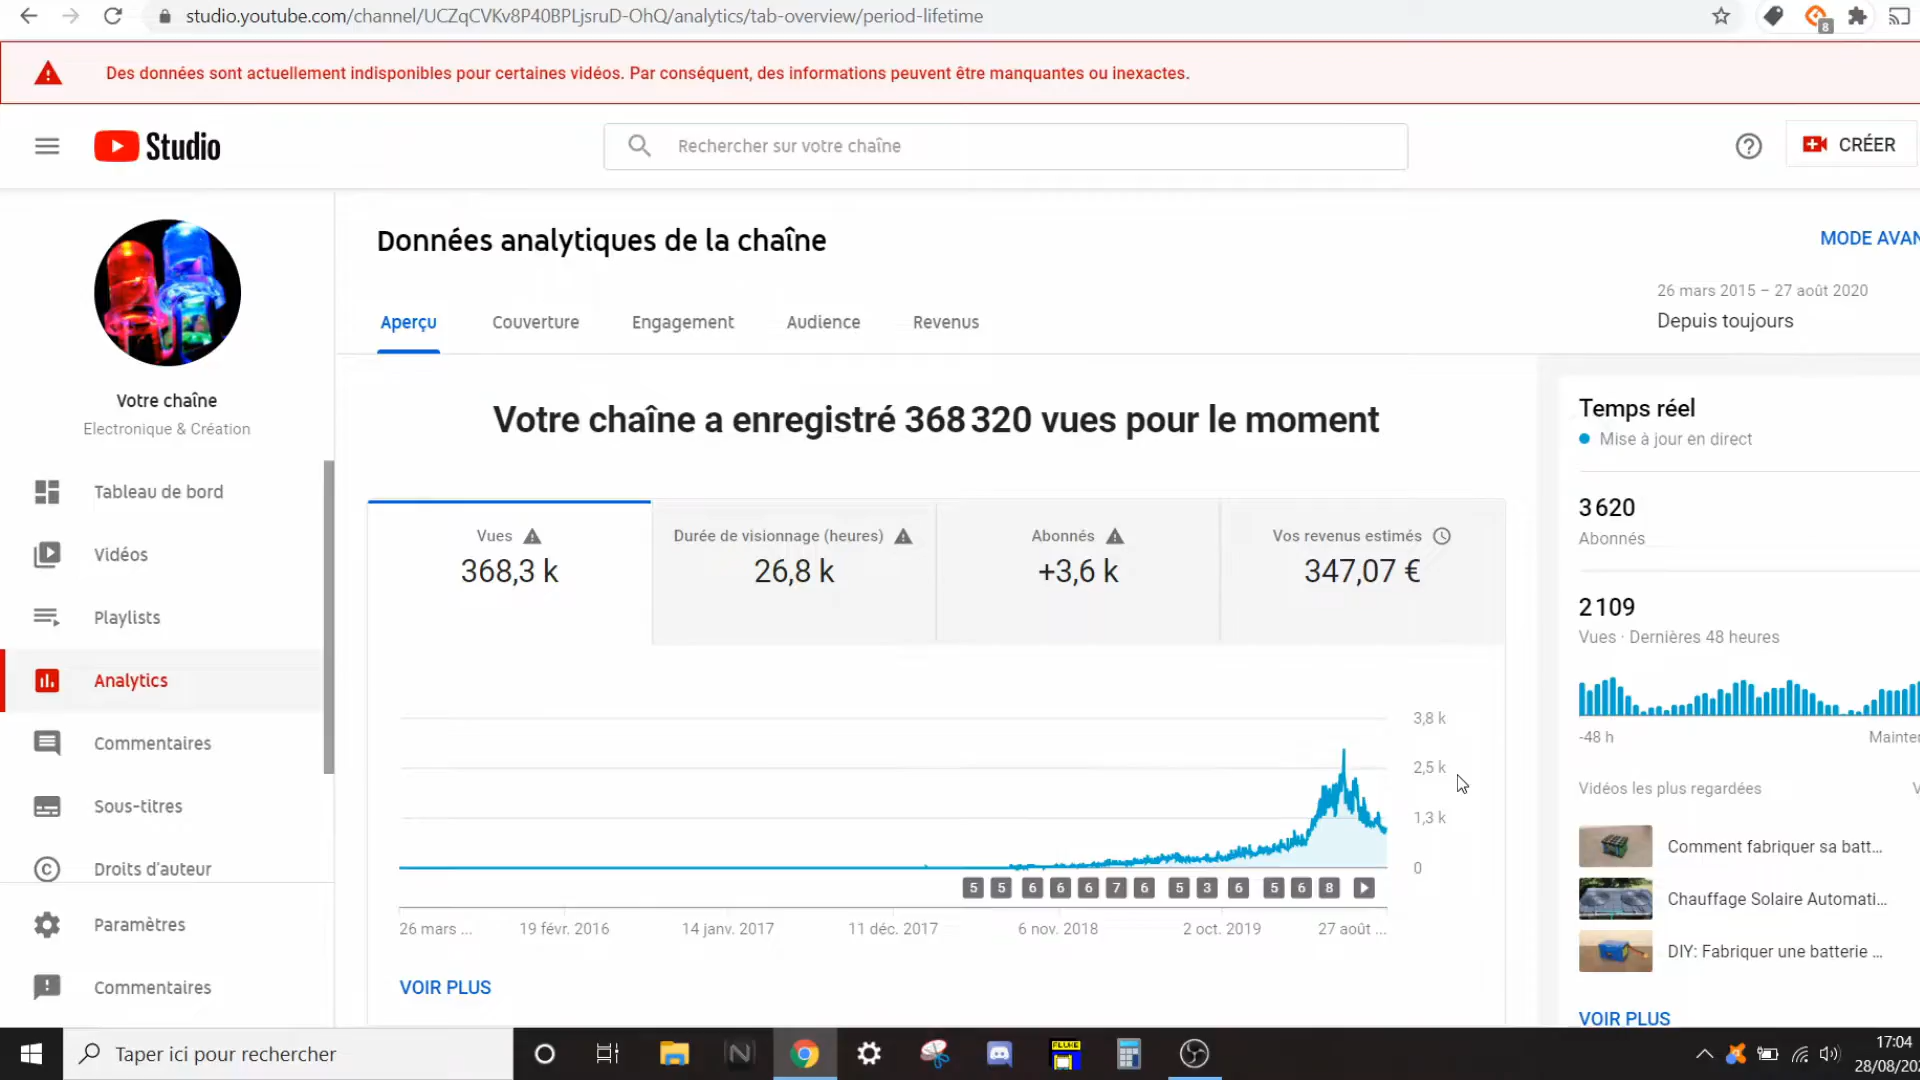 studio.youtube.com/channel/UCZqCVKv8P40BPLjsruD-OhQ/analytics/tab-overview/period-lifetime
8
Des données sont actuellement indisponibles pour certaines vidéos. Par conséquent, des informations peuvent être manquantes ou inexactes.
Studio
Rechercher sur votre chaîne
CRÉER
Votre chaîne
Electronique & Création
Tableau de bord
Vidéos
Playlists
Analytics
Commentaires
Sous-titres
Droits d'auteur
Paramètres
Commentaires
Données analytiques de la chaîne
MODE AVAN
26 mars 2015 – 27 août 2020
Depuis toujours
Aperçu Couverture Engagement Audience Revenus
Votre chaîne a enregistré 368 320 vues pour le moment
Vues
368,3 k
Durée de visionnage (heures)
26,8 k
Abonnés
+3,6 k
Vos revenus estimés
347,07 €
3,8 k
2,5 k
1,3 k
0
5 5 6 6 6 7 6 5 3 6 5 6 8
26 mars ... 19 févr. 2016 14 janv. 2017 11 déc. 2017 6 nov. 2018 2 oct. 2019 27 août ...
VOIR PLUS
Temps réel
Mise à jour en direct
3 620
Abonnés
2 109
Vues · Dernières 48 heures
-48 h Mainten
Vidéos les plus regardées V
Comment fabriquer sa batt...
Chauffage Solaire Automati...
DIY: Fabriquer une batterie ...
VOIR PLUS
Taper ici pour rechercher
FLUKE
17:04
28/08/202